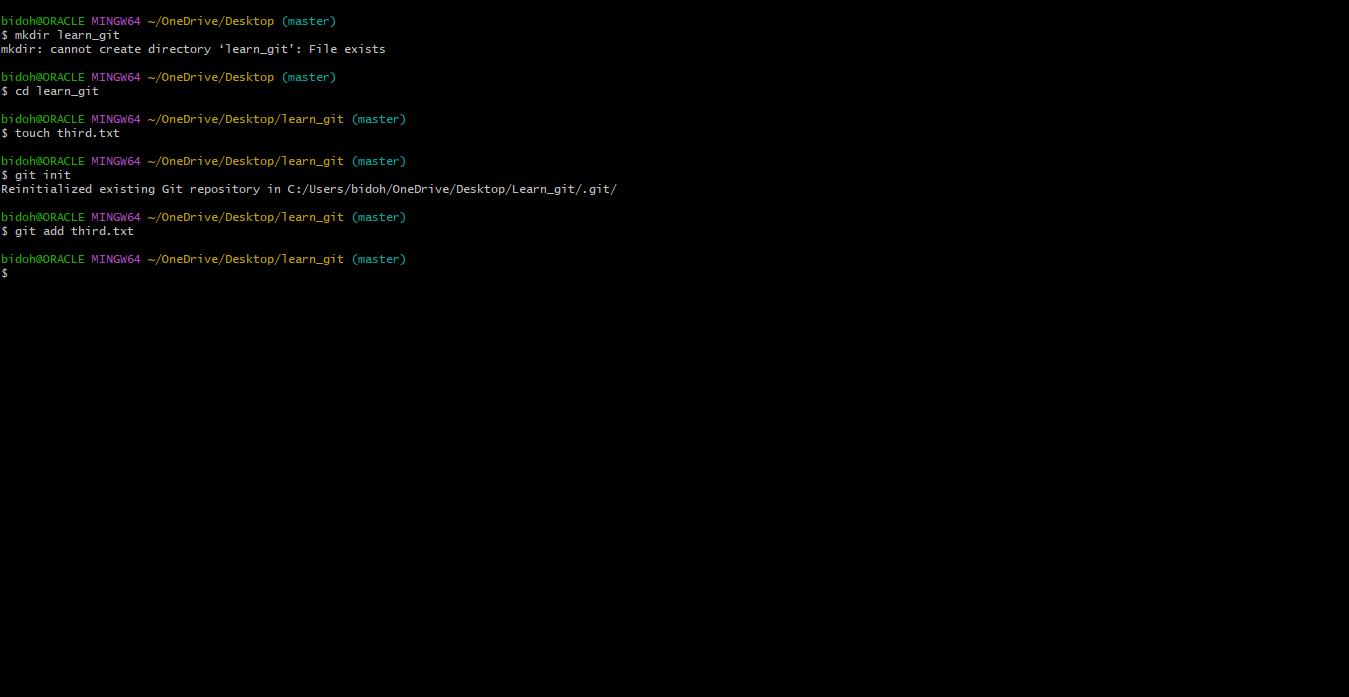 bidoh@ORACLE MINGW64 ~/OneDrive/Desktop (master)
$ mkdir learn_git
mkdir: cannot create directory ‘learn_git’: File exists
bidoh@ORACLE MINGW64 ~/OneDrive/Desktop (master)
$ cd learn_git
bidoh@ORACLE MINGW64 ~/OneDrive/Desktop/learn_git (master)
$ touch third.txt
bidoh@ORACLE MINGW64 ~/OneDrive/Desktop/learn_git (master)
$ git init
Reinitialized existing Git repository in C:/Users/bidoh/OneDrive/Desktop/Learn_git/.git/
bidoh@ORACLE MINGW64 ~/OneDrive/Desktop/learn_git (master)
$ git add third.txt
bidoh@ORACLE MINGW64 ~/OneDrive/Desktop/learn_git (master)
$